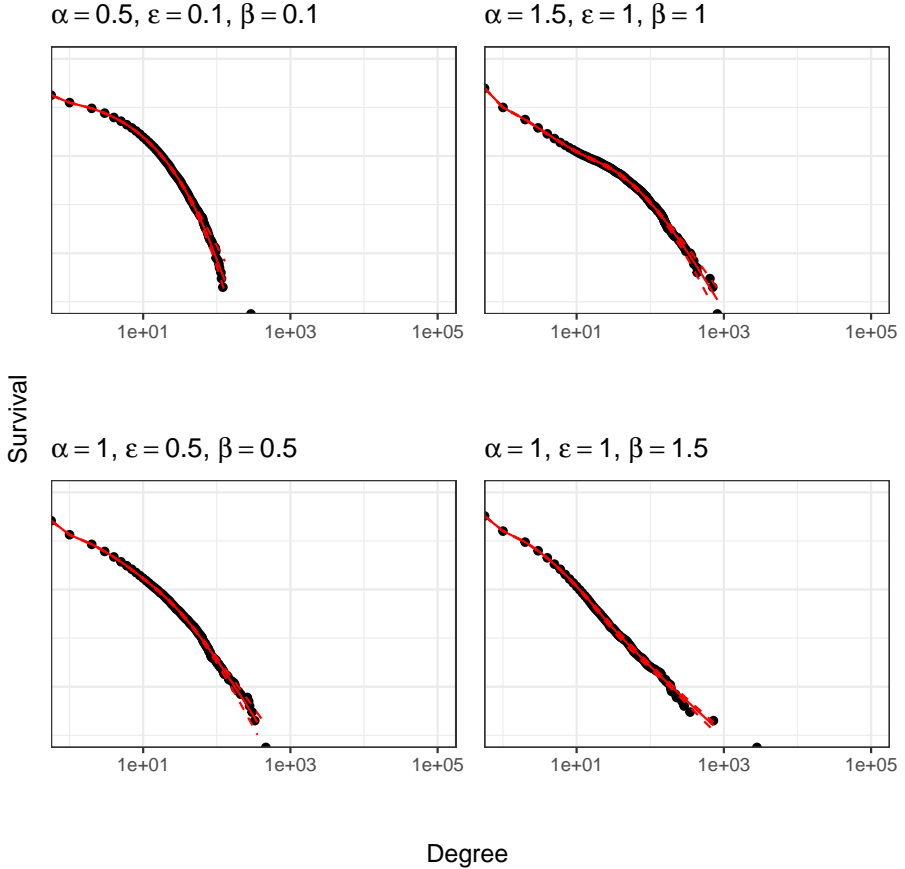 α = 0.5, ε = 0.1, β = 0.1
α = 1.5, ε = 1, β = 1
1e+01 1e+03 1e+05
1e+01 1e+03 1e+05
Survival
α = 1, ε = 0.5, β = 0.5
α = 1, ε = 1, β = 1.5
1e+01 1e+03 1e+05
1e+01 1e+03 1e+05
Degree